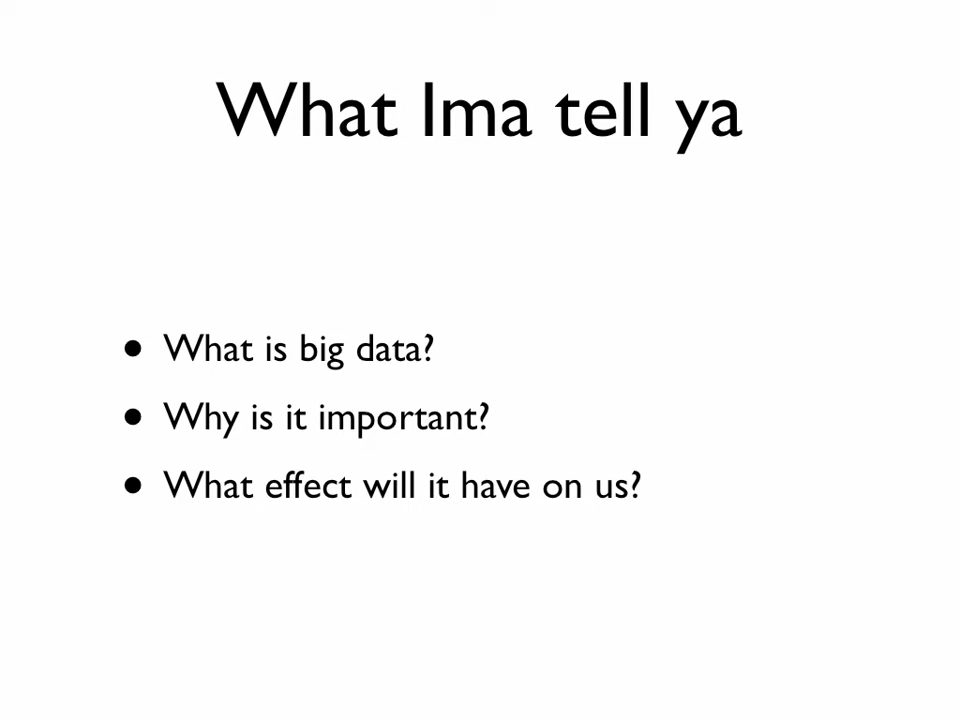 What Ima tell ya
• What is big data?
• Why is it important?
• What effect will it have on us?